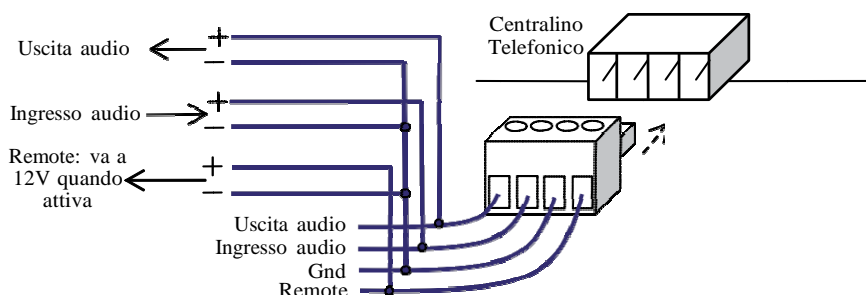 Centralino
Telefonico
Uscita audio
+
–
Ingresso audio
+
–
Remote: va a
12V quando
attiva
+
–
Uscita audio
Ingresso audio
Gnd
Remote